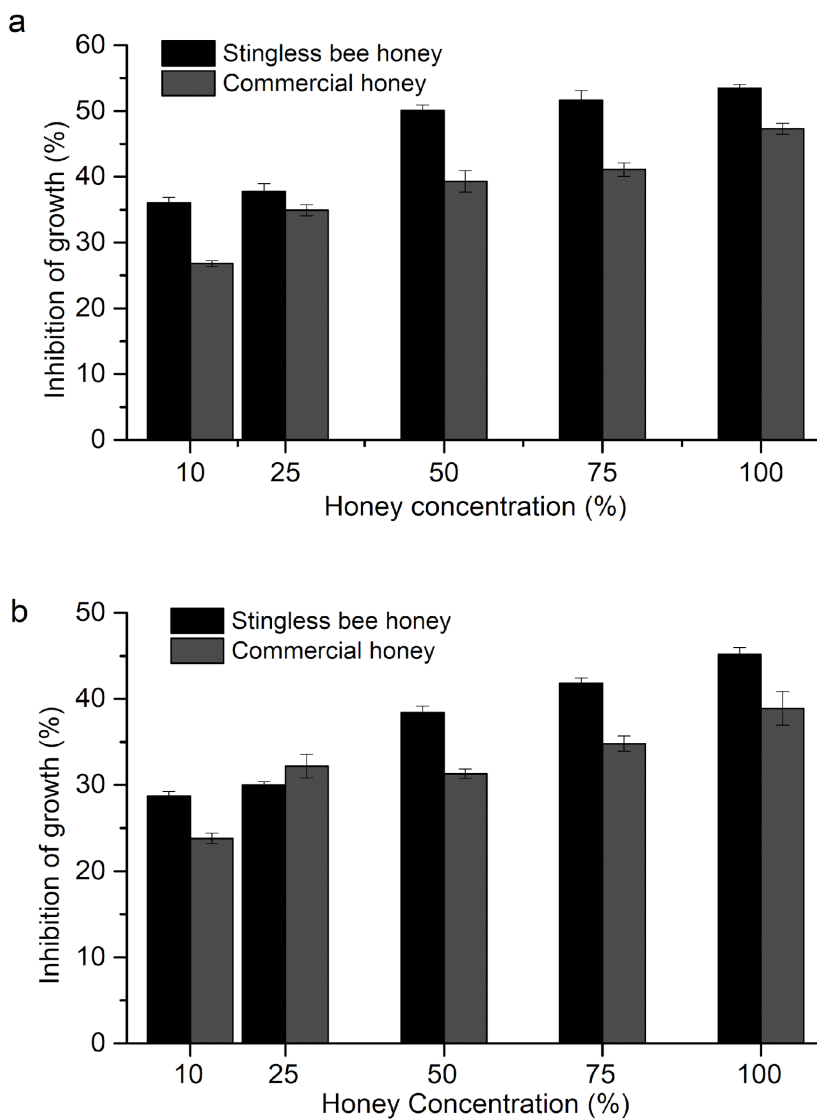 a
60
50
40
30
20
10
0
Stingless bee honey
Commercial honey
Inhibition of growth (%)
10 25 50 75 100
Honey concentration (%)
b
50
40
30
20
10
0
Stingless bee honey
Commercial honey
Inhibition of growth (%)
10 25 50 75 100
Honey Concentration (%)